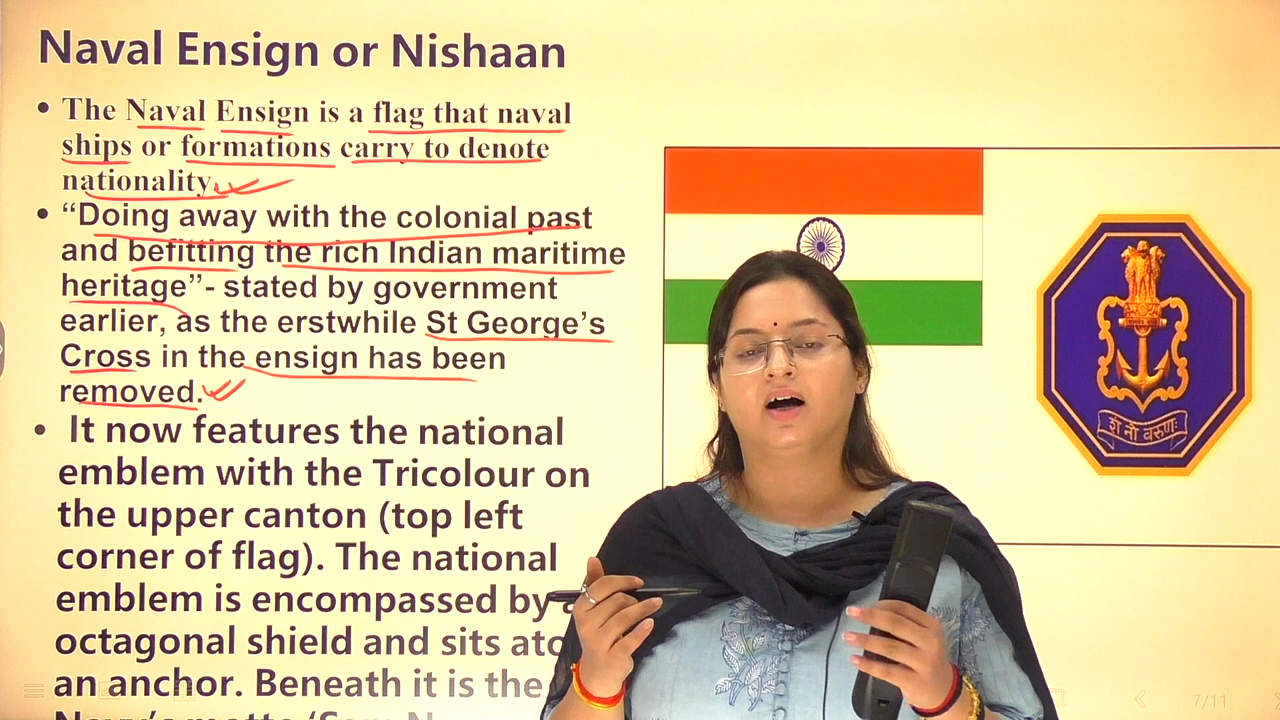 Naval Ensign or Nishaan
• The Naval Ensign is a flag that naval
ships or formations carry to denote
nationality.
• “Doing away with the colonial past
and befitting the rich Indian maritime
heritage”- stated by government
earlier, as the erstwhile St George’s
Cross in the ensign has been
removed.
• It now features the national
emblem with the Tricolour on
the upper canton (top left
corner of flag). The national
emblem is encompassed by
octagonal shield and sits
an anchor. Beneath it is the
Navy’s motto
शं नो वरुणः
7/11